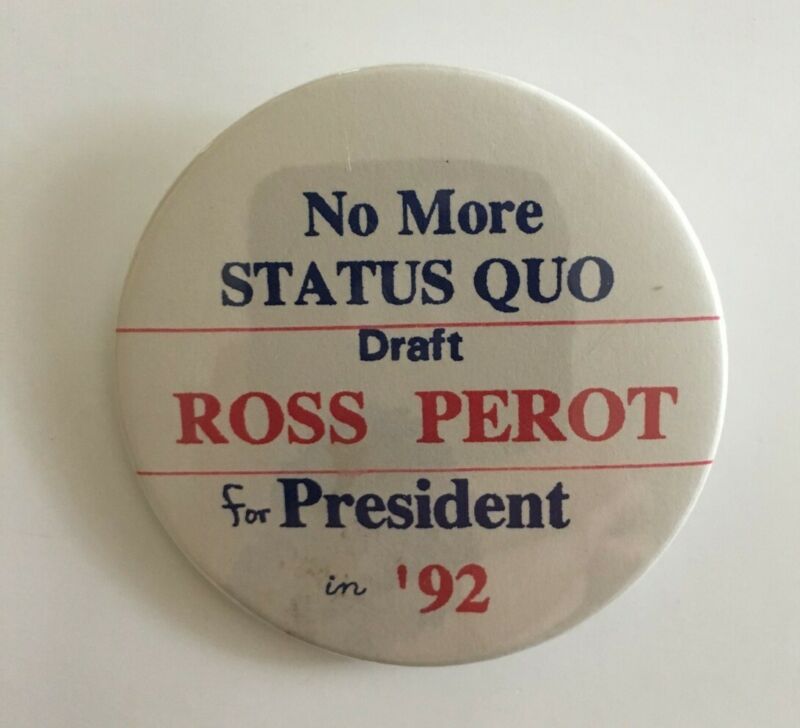 No More
STATUS QUO
Draft
ROSS PEROT
for President
in '92